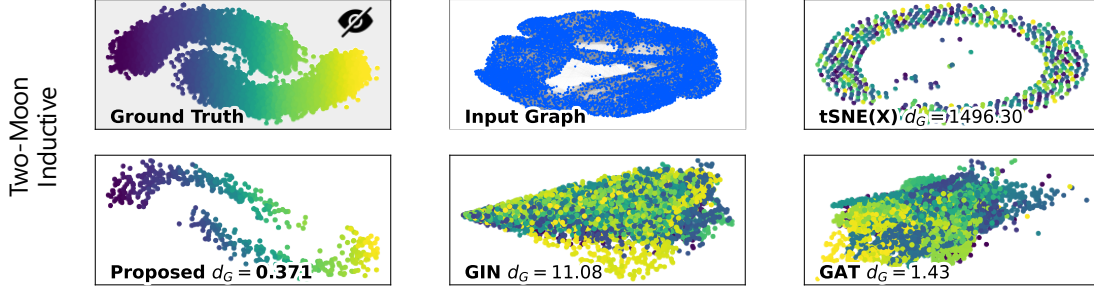 Two-Moon
Inductive
Ground Truth
Input Graph
tSNE(X) d_G = 1496.30
Proposed d_G = 0.371
GIN d_G = 11.08
GAT d_G = 1.43